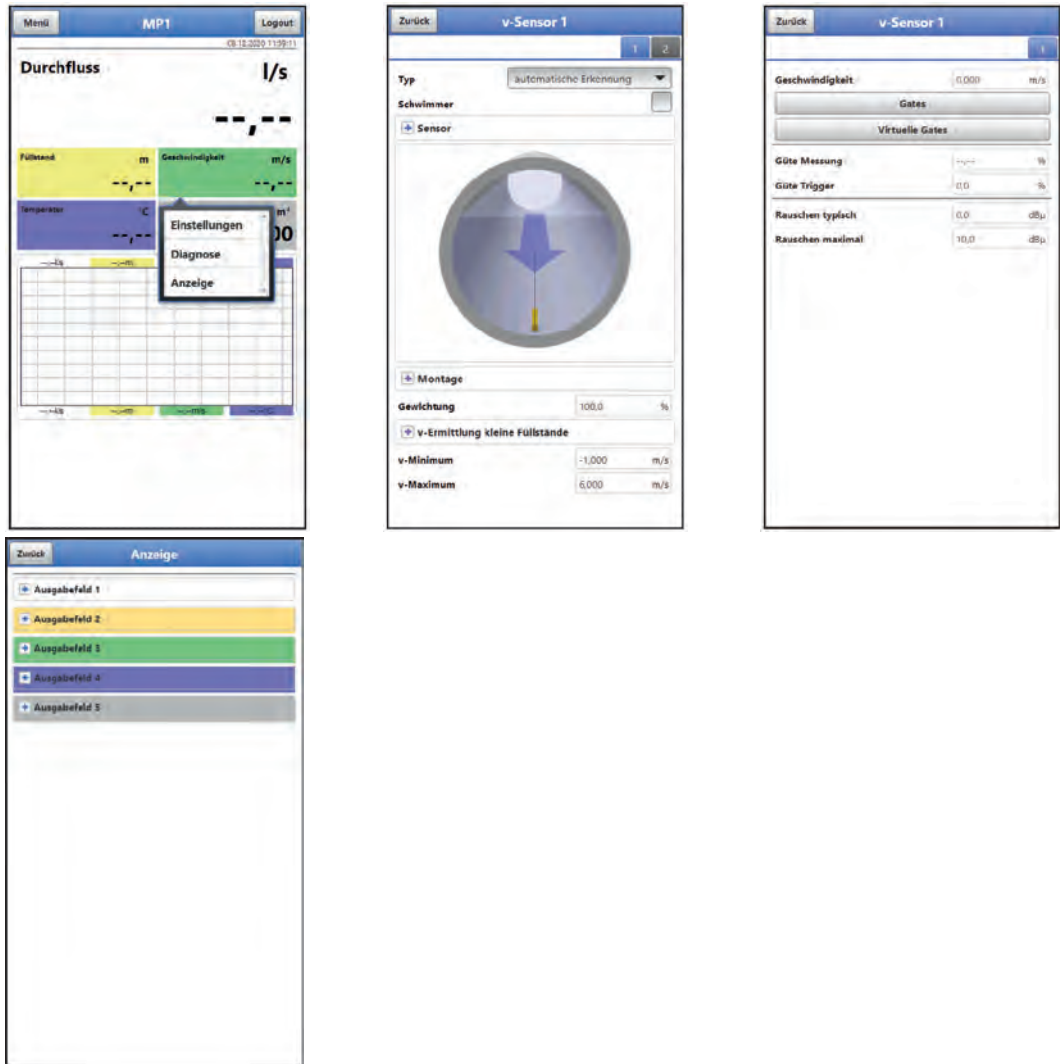 Menü MP1 Logout
08.12.2020 11:59:11
Durchfluss l/s
--,--
Füllstand m Geschwindigkeit m/s
--,-- --,--
Temperatur °C m³
--,-- 00
Einstellungen
Diagnose
Anzeige
--,--l/s --,--m
--,--l/s --,--m --,--m/s
Zurück v-Sensor 1
1 2
Typ automatische Erkennung
Schwimmer
Sensor
Montage
Gewichtung 100,0 %
v-Ermittlung kleine Füllstände
v-Minimum -1,000 m/s
v-Maximum 6,000 m/s
Zurück v-Sensor 1
1
Geschwindigkeit 0,000 m/s
Gates
Virtuelle Gates
Güte Messung --,-- %
Güte Trigger 0,0 %
Rauschen typisch 0,0 dBµ
Rauschen maximal 10,0 dBµ
Zurück Anzeige
Ausgabefeld 1
Ausgabefeld 2
Ausgabefeld 3
Ausgabefeld 4
Ausgabefeld 5